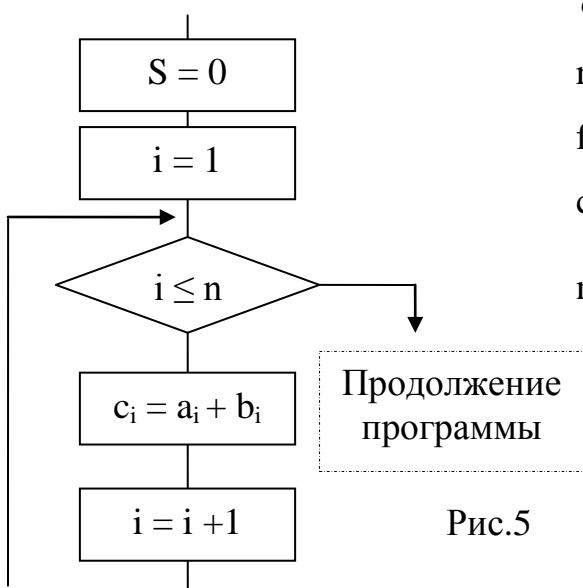 S = 0
i = 1
i ≤ n
cᵢ = aᵢ + bᵢ
Продолжение
программы
i = i +1
Рис.5